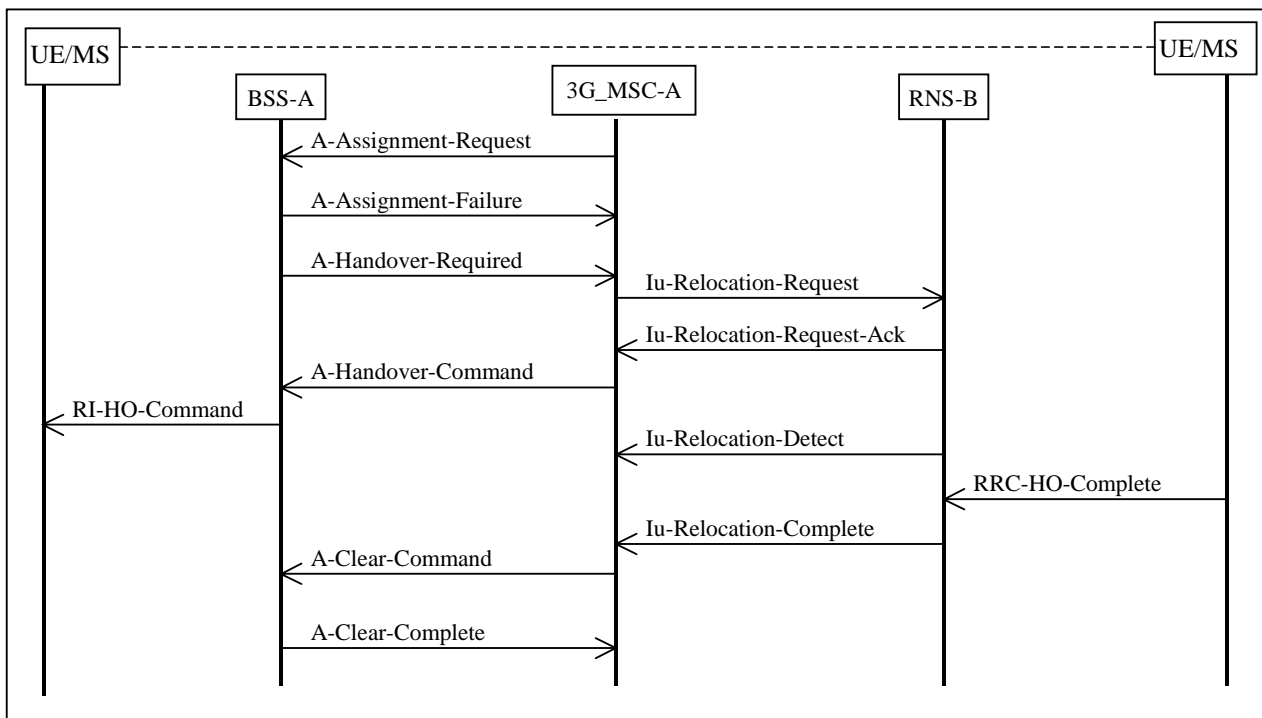 UE/MS
UE/MS
BSS-A
3G_MSC-A
RNS-B
A-Assignment-Request
A-Assignment-Failure
A-Handover-Required
Iu-Relocation-Request
Iu-Relocation-Request-Ack
A-Handover-Command
RI-HO-Command
Iu-Relocation-Detect
RRC-HO-Complete
Iu-Relocation-Complete
A-Clear-Command
A-Clear-Complete